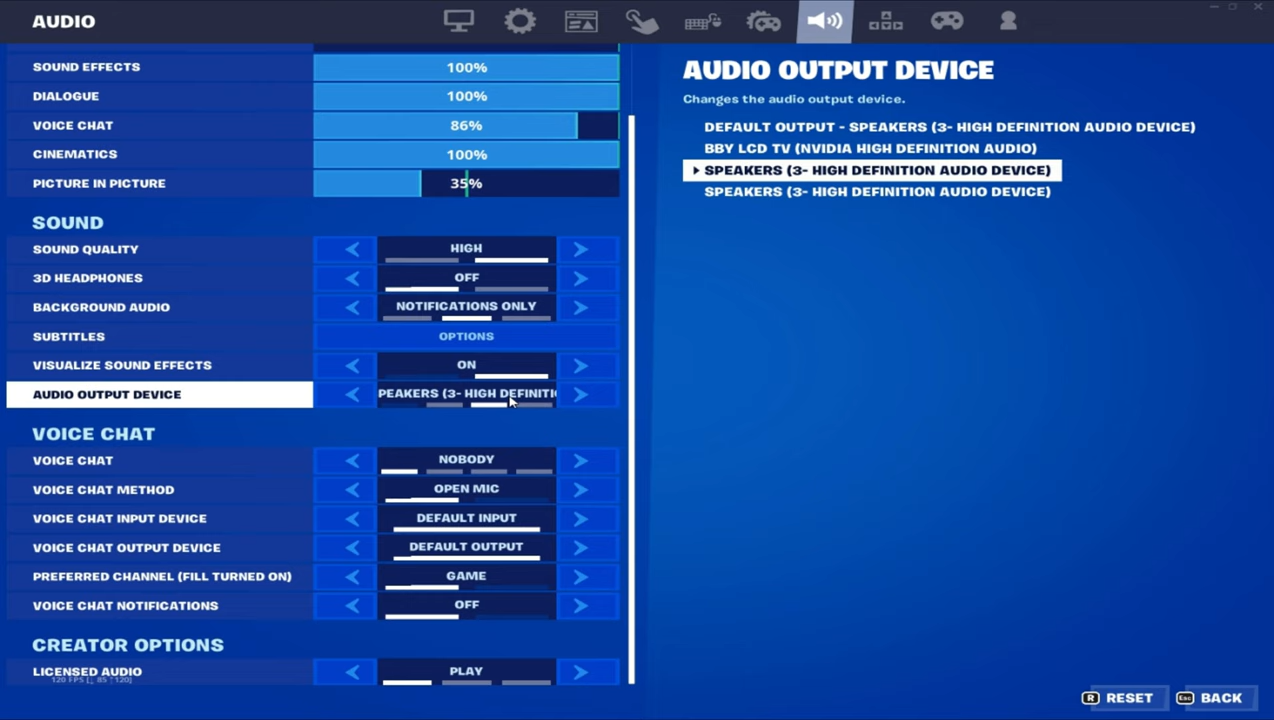 AUDIO
SOUND EFFECTS 100%
DIALOGUE 100%
VOICE CHAT 86%
CINEMATICS 100%
PICTURE IN PICTURE 35%
SOUND
SOUND QUALITY HIGH
3D HEADPHONES OFF
BACKGROUND AUDIO NOTIFICATIONS ONLY
SUBTITLES OPTIONS
VISUALIZE SOUND EFFECTS ON
AUDIO OUTPUT DEVICE PEAKERS (3- HIGH DEFINITI
VOICE CHAT
VOICE CHAT NOBODY
VOICE CHAT METHOD OPEN MIC
VOICE CHAT INPUT DEVICE DEFAULT INPUT
VOICE CHAT OUTPUT DEVICE DEFAULT OUTPUT
PREFERRED CHANNEL (FILL TURNED ON) GAME
VOICE CHAT NOTIFICATIONS OFF
CREATOR OPTIONS
LICENSED AUDIO PLAY
AUDIO OUTPUT DEVICE
Changes the audio output device.
DEFAULT OUTPUT - SPEAKERS (3- HIGH DEFINITION AUDIO DEVICE)
BBY LCD TV (NVIDIA HIGH DEFINITION AUDIO)
SPEAKERS (3- HIGH DEFINITION AUDIO DEVICE)
SPEAKERS (3- HIGH DEFINITION AUDIO DEVICE)
R RESET Esc BACK